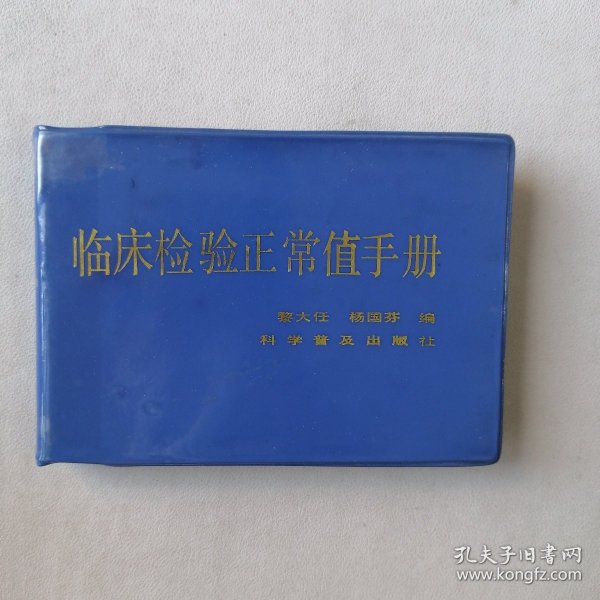 临床检验正常值手册
黎大任 杨国芬 编
科学普及出版社
孔夫子旧书网
www.kongfz.com